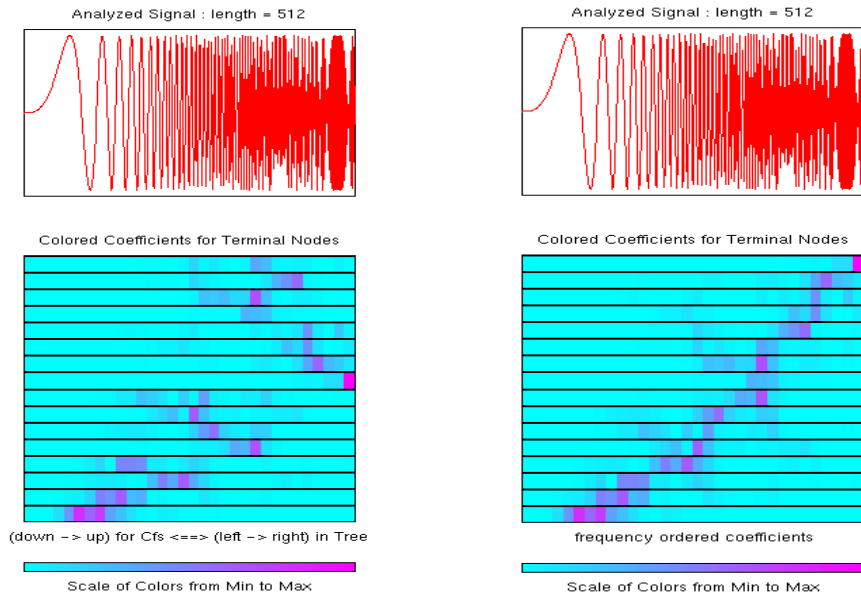 Analyzed Signal : length = 512
Analyzed Signal : length = 512
Colored Coefficients for Terminal Nodes
Colored Coefficients for Terminal Nodes
(down -> up) for Cfs <==> (left -> right) in Tree
frequency ordered coefficients
Scale of Colors from Min to Max
Scale of Colors from Min to Max